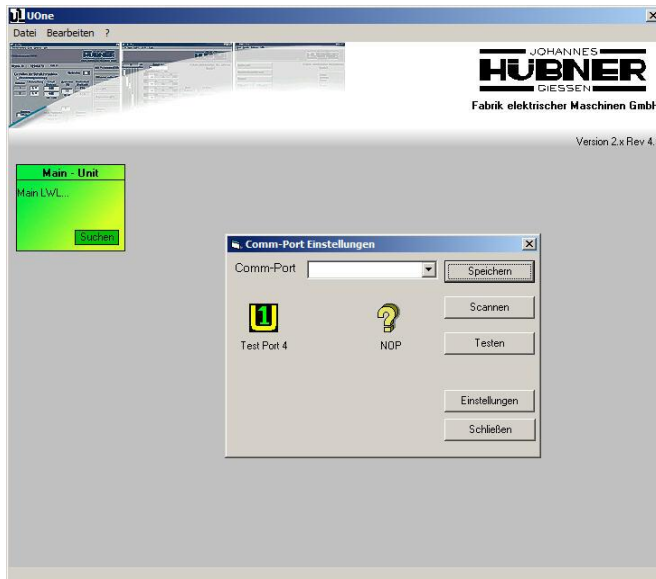 UOne
Datei Bearbeiten ?
JOHANNES
HÜBNER
GIESSEN
Fabrik elektrischer Maschinen GmbH
Version 2.x Rev 4.
Main - Unit
Main LWL...
Suchen
Comm-Port Einstellungen
Comm-Port
Speichern
Scannen
1
Test Port 4
NOP
Testen
Einstellungen
Schließen